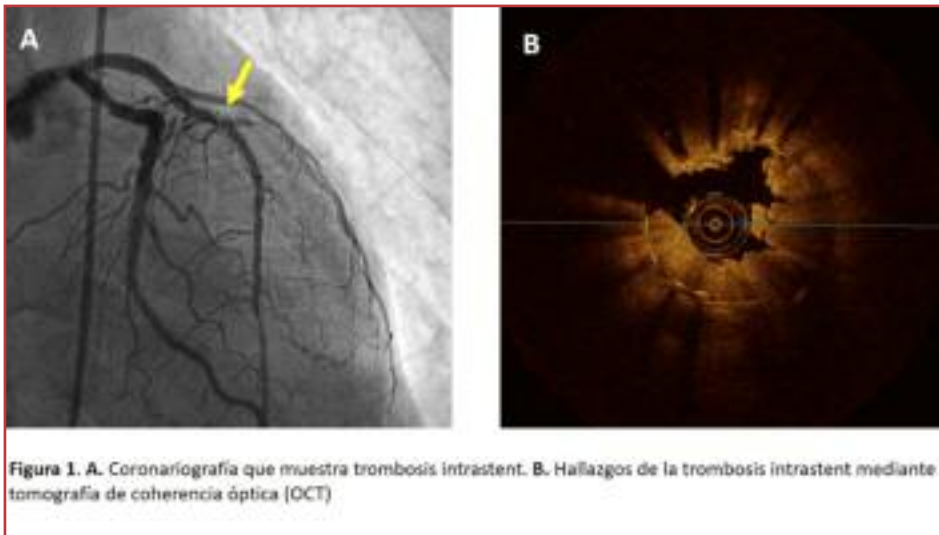 A
B
Figura 1. A. Coronariografía que muestra trombosis intrastent. B. Hallazgos de la trombosis intrastent mediante
tomografía de coherencia óptica (OCT)